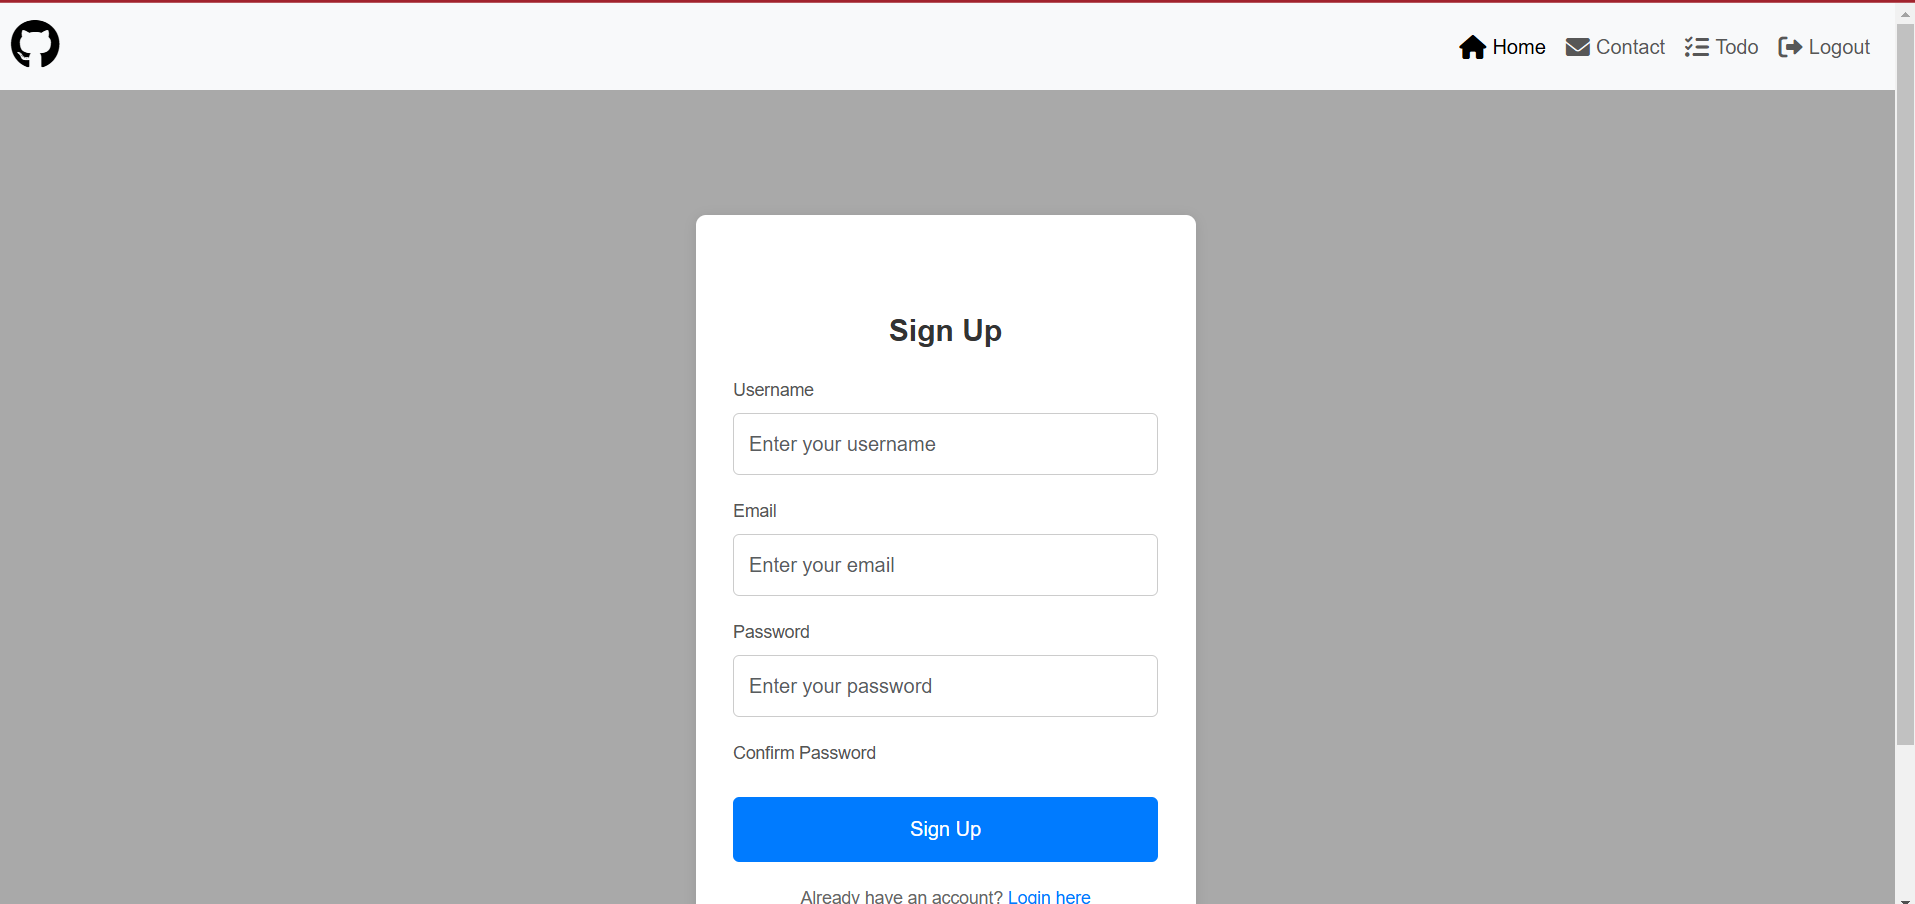 Home Contact Todo Logout
Sign Up
Username
Enter your username
Email
Enter your email
Password
Enter your password
Confirm Password
Sign Up
Already have an account? Login here